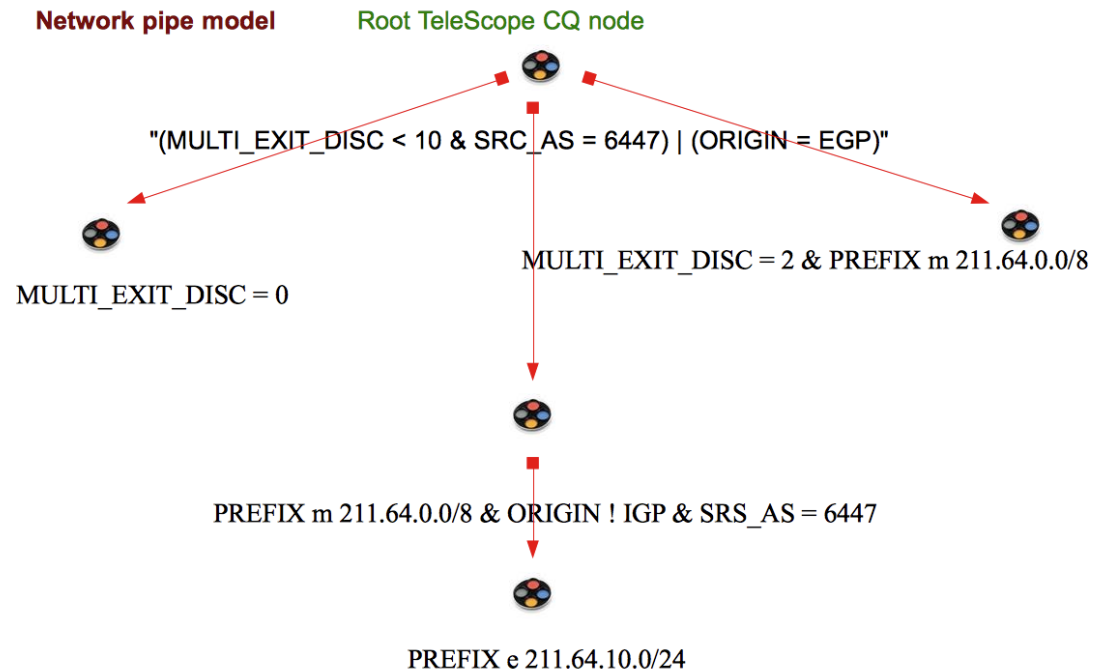 Network pipe model
Root TeleScope CQ node
"(MULTI_EXIT_DISC < 10 & SRC_AS = 6447) | (ORIGIN = EGP)"
MULTI_EXIT_DISC = 2 & PREFIX m 211.64.0.0/8
MULTI_EXIT_DISC = 0
PREFIX m 211.64.0.0/8 & ORIGIN ! IGP & SRS_AS = 6447
PREFIX e 211.64.10.0/24